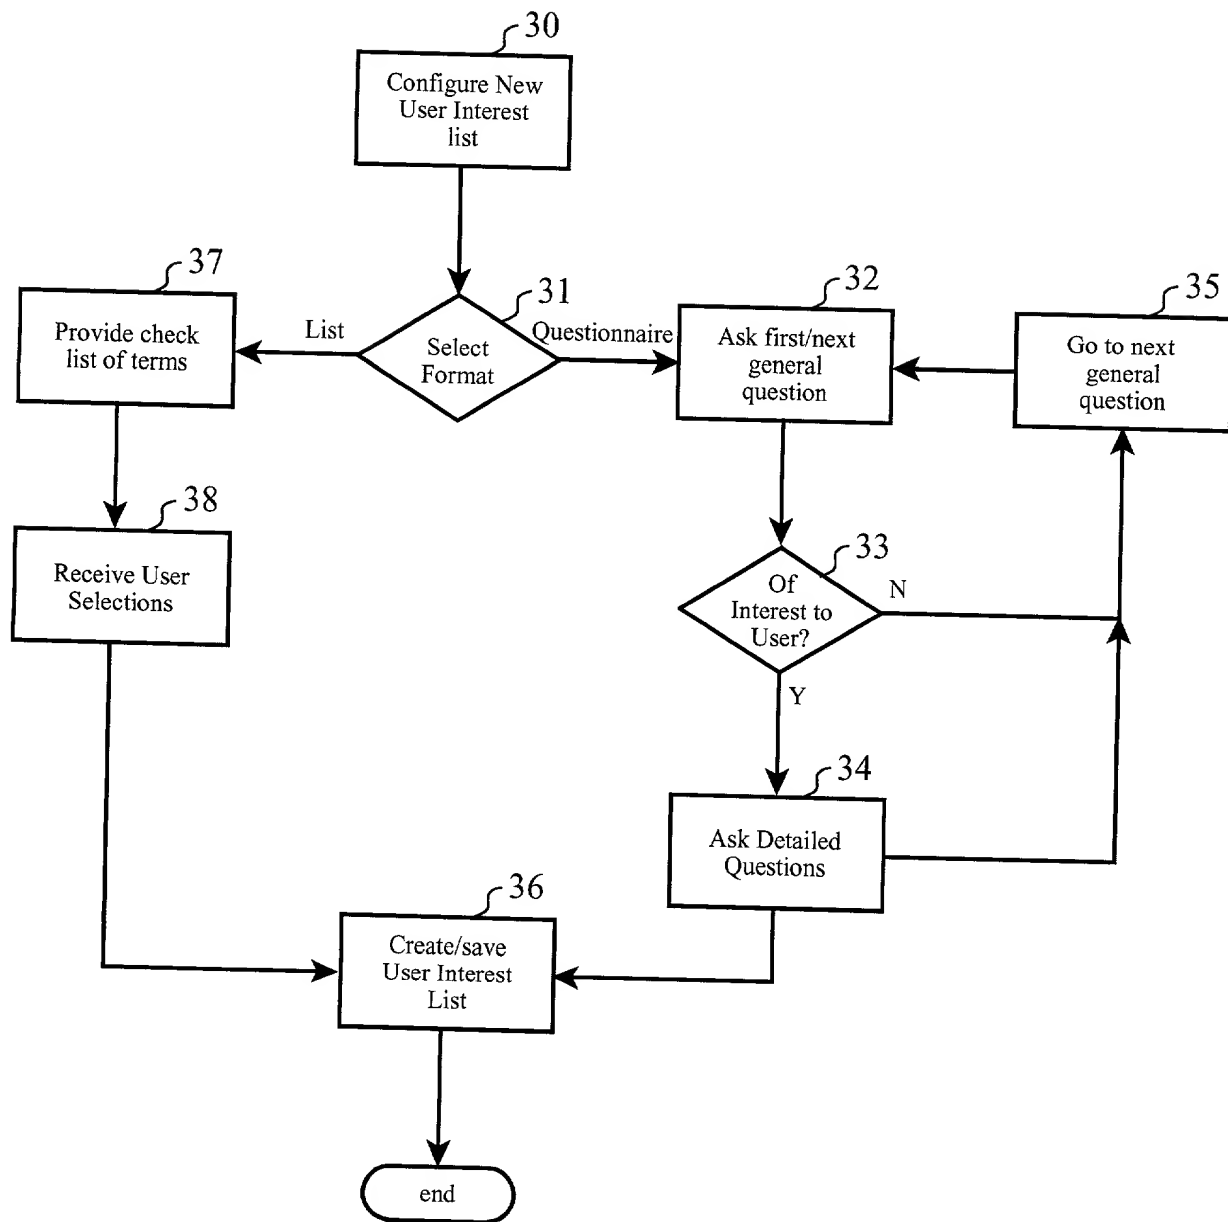 30
Configure New
User Interest
list
37
Provide check
list of terms
List
31
Select
Format
Questionnaire
32
Ask first/next
general
question
35
Go to next
general
question
38
Receive User
Selections
33
Of
Interest to
User?
N
Y
34
Ask Detailed
Questions
36
Create/save
User Interest
List
end